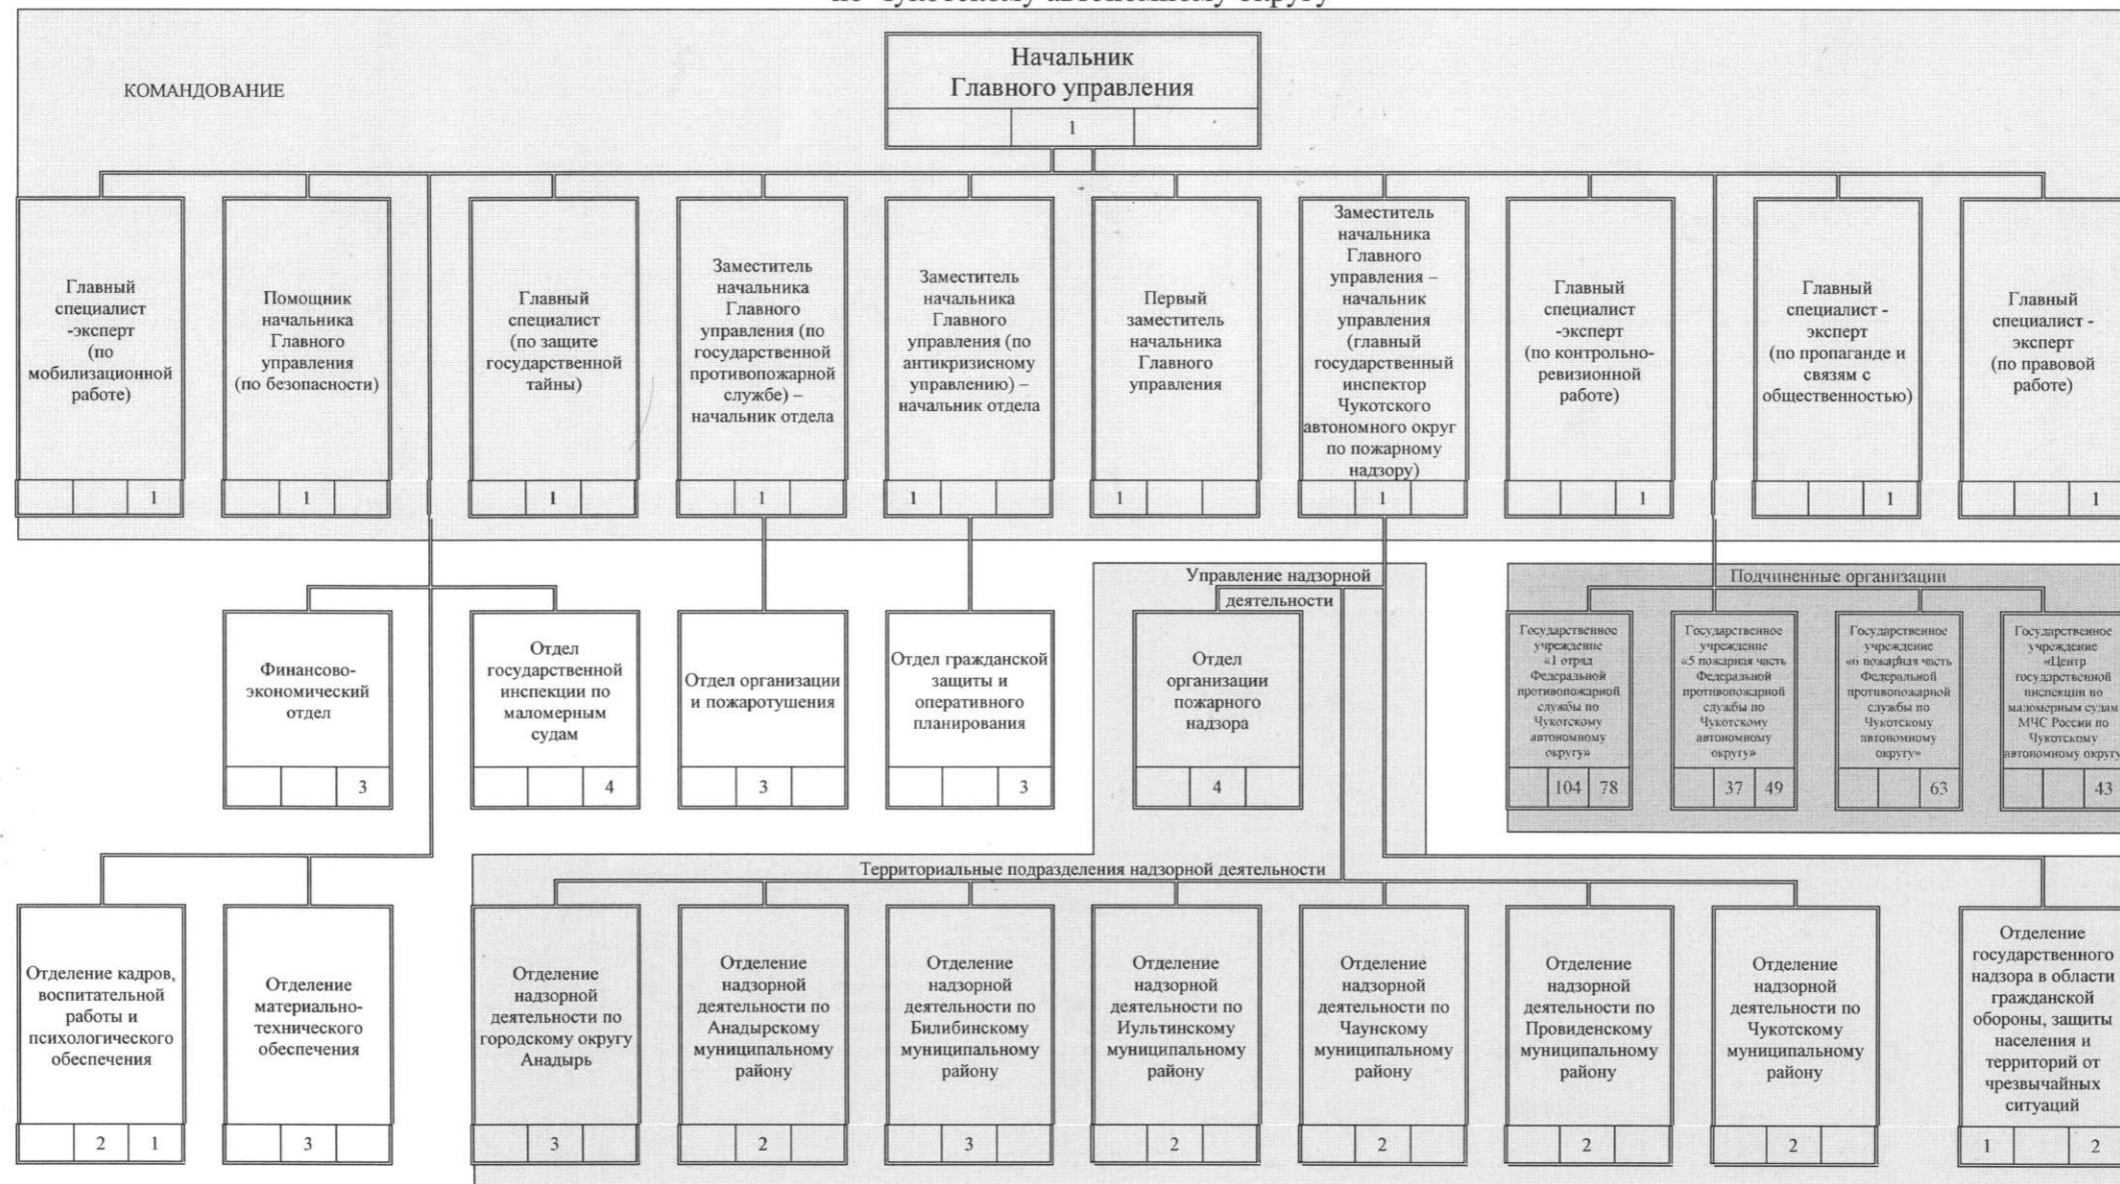 по Чукотскому автономному округу
КОМАНДОВАНИЕ
Начальник
Главного управления
1
Главный
специалист
-эксперт
(по
мобилизационной
работе)
1
Помощник
начальника
Главного
управления
(по безопасности)
1
Главный
специалист
(по защите
государственной
тайны)
1
Заместитель
начальника
Главного
управления (по
государственной
противопожарной
службе) –
начальник отдела
1
Заместитель
начальника
Главного
управления (по
антикризисному
управлению) –
начальник отдела
1
Первый
заместитель
начальника
Главного
управления
1
Заместитель
начальника
Главного
управления –
начальник
управления
(главный
государственный
инспектор
Чукотского
автономного округ
по пожарному
надзору)
1
Главный
специалист
-эксперт
(по контрольно-
ревизионной
работе)
1
Главный
специалист -
эксперт
(по пропаганде и
связям с
общественностью)
1
Главный
специалист -
эксперт
(по правовой
работе)
1
Финансово-
экономический
отдел
3
Отдел
государственной
инспекции по
маломерным
судам
4
Отдел организации
и пожаротушения
3
Отдел гражданской
защиты и
оперативного
планирования
3
Управление надзорной
деятельности
Отдел
организации
пожарного
надзора
4
Подчиненные организации
Государственное
учреждение
«1 отряд
Федеральной
противопожарной
службы по
Чукотскому
автономному
округу»
104 78
Государственное
учреждение
«5 пожарная часть
Федеральной
противопожарной
службы по
Чукотскому
автономному
округу»
37 49
Государственное
учреждение
«6 пожарная часть
Федеральной
противопожарной
службы по
Чукотскому
автономному
округу»
63
Государственное
учреждение
«Центр
государственной
инспекции по
маломерным судам
МЧС России по
Чукотскому
автономному округу
43
Территориальные подразделения надзорной деятельности
Отделение кадров,
воспитательной
работы и
психологического
обеспечения
2 1
Отделение
материально-
технического
обеспечения
3
Отделение
надзорной
деятельности по
городскому округу
Анадырь
3
Отделение
надзорной
деятельности по
Анадырскому
муниципальному
району
2
Отделение
надзорной
деятельности по
Билибинскому
муниципальному
району
3
Отделение
надзорной
деятельности по
Иультинскому
муниципальному
району
2
Отделение
надзорной
деятельности по
Чаунскому
муниципальному
району
2
Отделение
надзорной
деятельности по
Провиденскому
муниципальному
району
2
Отделение
надзорной
деятельности по
Чукотскому
муниципальному
району
2
Отделение
государственного
надзора в области
гражданской
обороны, защиты
населения и
территорий от
чрезвычайных
ситуаций
1 2